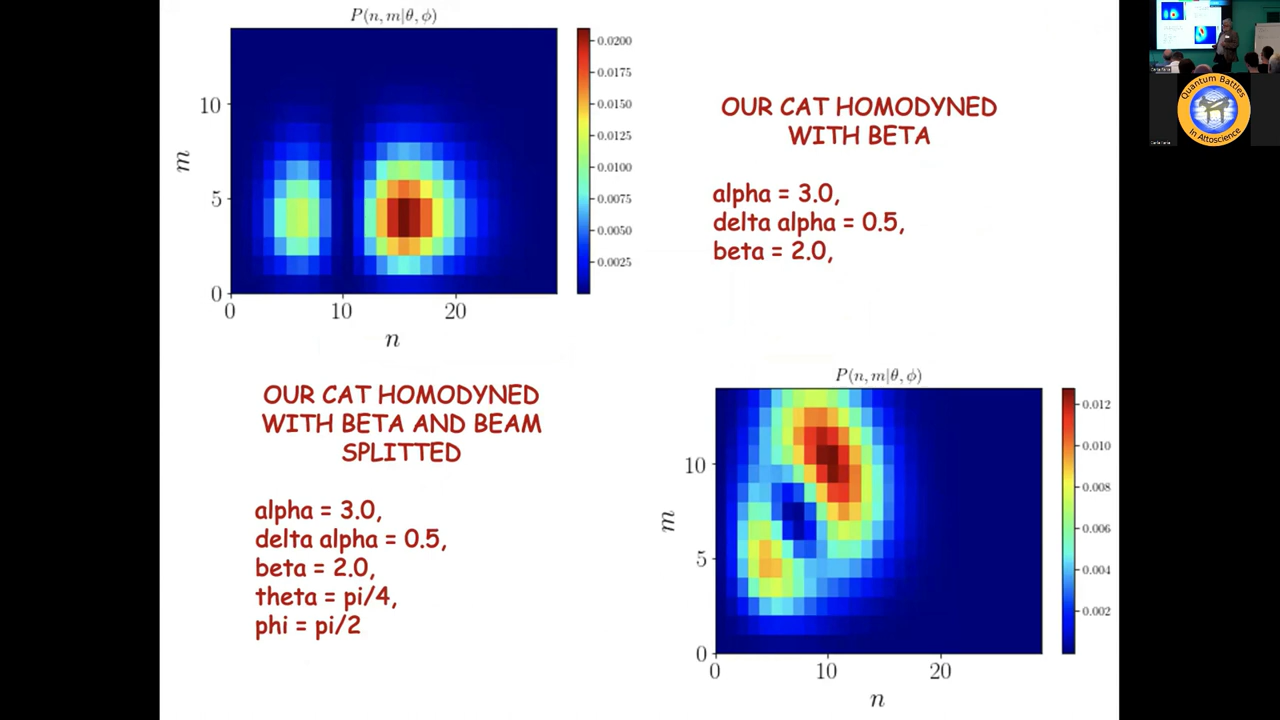 P(n, m|θ, ϕ)
0.0200
0.0175
0.0150
0.0125
0.0100
0.0075
0.0050
0.0025
10
5
0
m
0 10 20
n
OUR CAT HOMODYNED
WITH BETA
alpha = 3.0,
delta alpha = 0.5,
beta = 2.0,
OUR CAT HOMODYNED
WITH BETA AND BEAM
SPLITTED
alpha = 3.0,
delta alpha = 0.5,
beta = 2.0,
theta = pi/4,
phi = pi/2
P(n, m|θ, ϕ)
0.012
0.010
0.008
0.006
0.004
0.002
10
5
0
m
0 10 20
n
Quantum Battles
In Attoscience